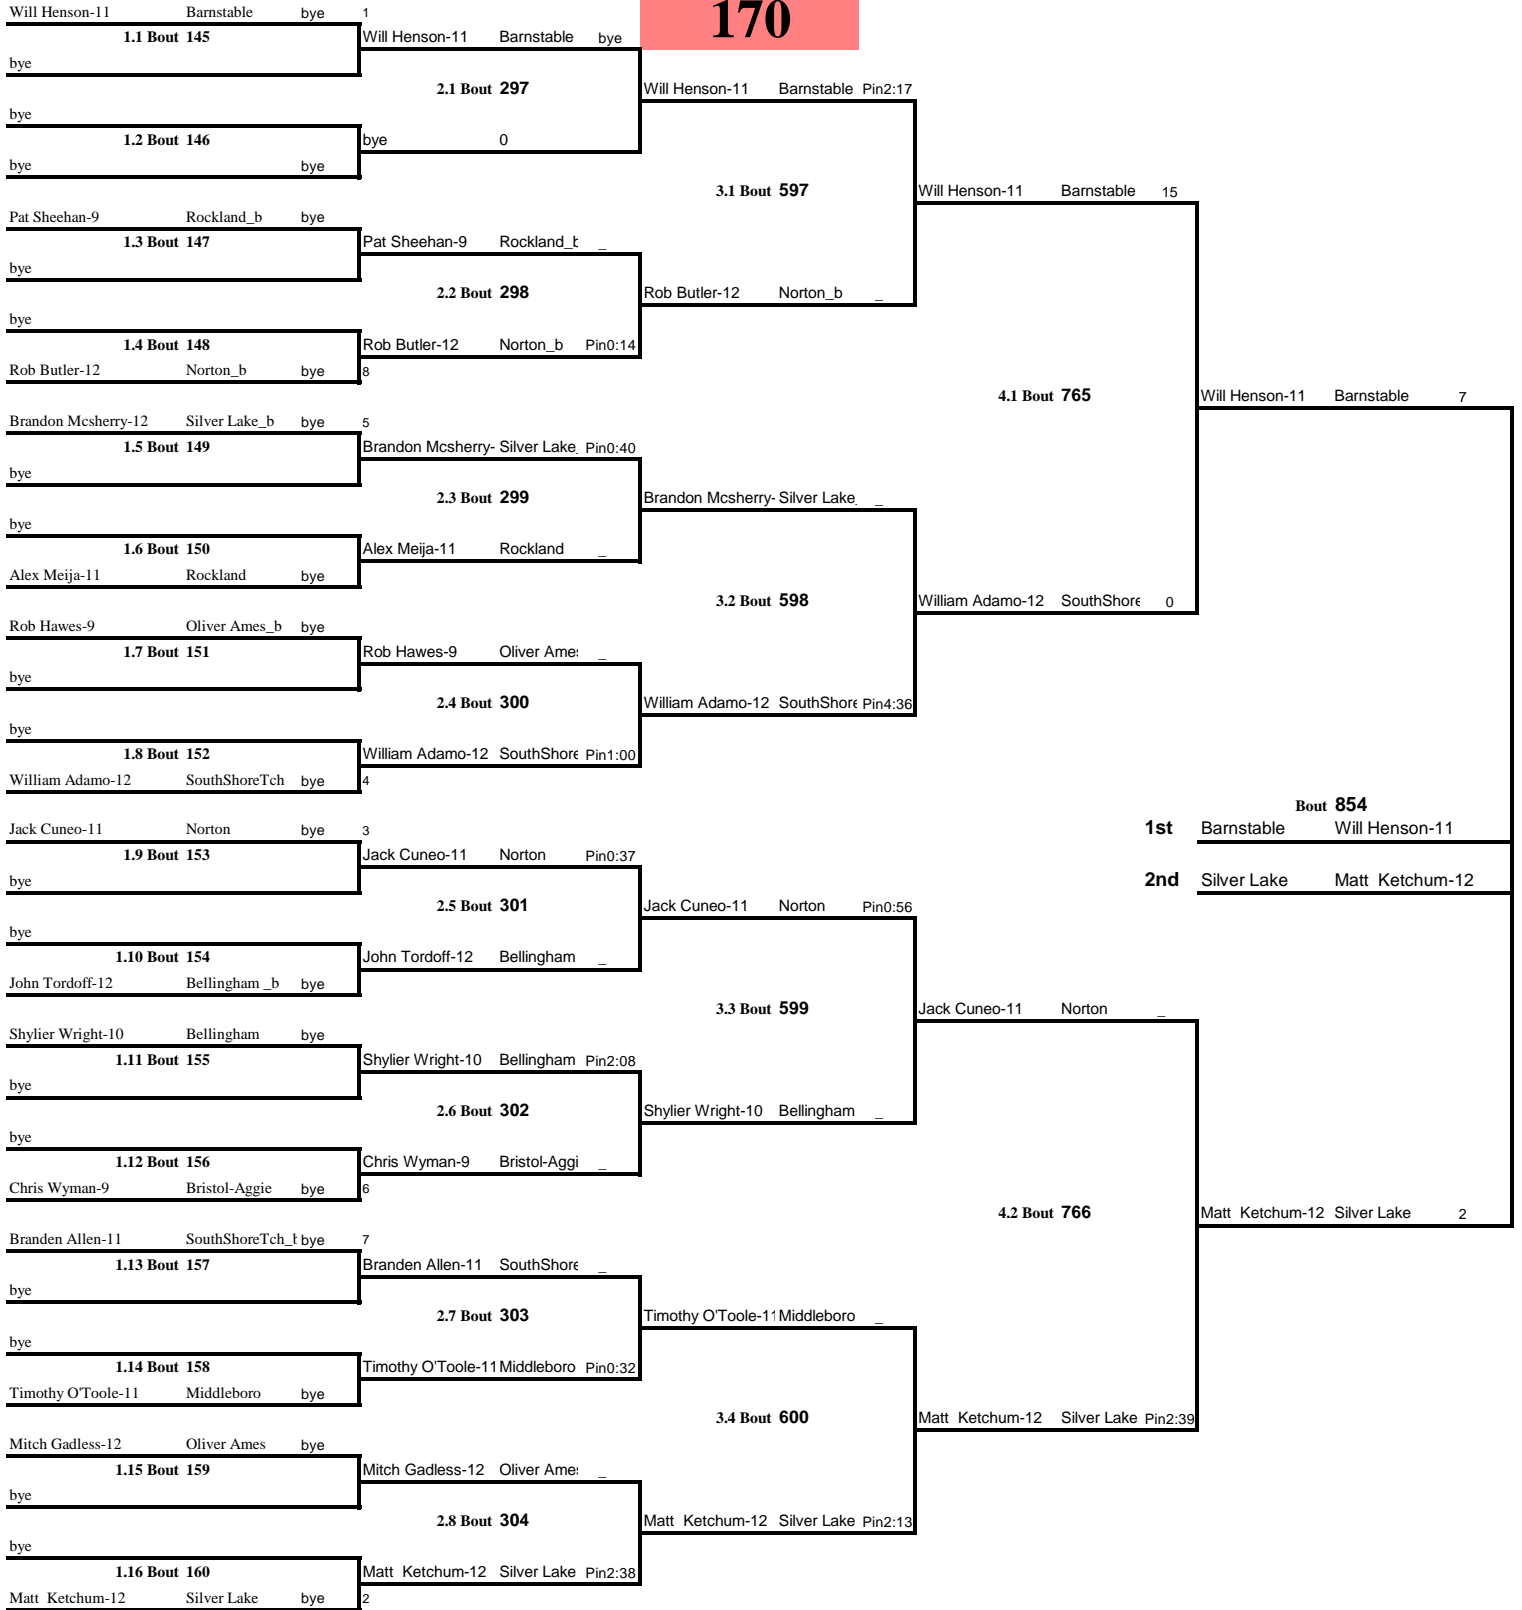 170
Will Henson-11 Barnstable bye 1
1.1 Bout 145 Will Henson-11 Barnstable bye
bye
2.1 Bout 297 Will Henson-11 Barnstable Pin2:17
bye
1.2 Bout 146 bye 0
bye bye
3.1 Bout 597 Will Henson-11 Barnstable 15
Pat Sheehan-9 Rockland_b bye
1.3 Bout 147 Pat Sheehan-9 Rockland_b _
bye
2.2 Bout 298 Rob Butler-12 Norton_b _
bye
1.4 Bout 148 Rob Butler-12 Norton_b Pin0:14
Rob Butler-12 Norton_b bye 8
4.1 Bout 765 Will Henson-11 Barnstable 7
Brandon Mcsherry-12 Silver Lake_b bye 5
1.5 Bout 149 Brandon Mcsherry- Silver Lake_ Pin0:40
bye
2.3 Bout 299 Brandon Mcsherry- Silver Lake_ _
bye
1.6 Bout 150 Alex Meija-11 Rockland _
Alex Meija-11 Rockland bye
3.2 Bout 598 William Adamo-12 SouthShore 0
Rob Hawes-9 Oliver Ames_b bye
1.7 Bout 151 Rob Hawes-9 Oliver Ames _
bye
2.4 Bout 300 William Adamo-12 SouthShore Pin4:36
bye
1.8 Bout 152 William Adamo-12 SouthShore Pin1:00
William Adamo-12 SouthShoreTch bye 4
Bout 854
Jack Cuneo-11 Norton bye 3
1st Barnstable Will Henson-11
1.9 Bout 153 Jack Cuneo-11 Norton Pin0:37
bye
2nd Silver Lake Matt Ketchum-12
2.5 Bout 301 Jack Cuneo-11 Norton Pin0:56
bye
1.10 Bout 154 John Tordoff-12 Bellingham _
John Tordoff-12 Bellingham _b bye
3.3 Bout 599 Jack Cuneo-11 Norton _
Shylier Wright-10 Bellingham bye
1.11 Bout 155 Shylier Wright-10 Bellingham Pin2:08
bye
2.6 Bout 302 Shylier Wright-10 Bellingham _
bye
1.12 Bout 156 Chris Wyman-9 Bristol-Aggi _
Chris Wyman-9 Bristol-Aggie bye 6
4.2 Bout 766 Matt Ketchum-12 Silver Lake 2
Branden Allen-11 SouthShoreTch_b bye 7
1.13 Bout 157 Branden Allen-11 SouthShore _
bye
2.7 Bout 303 Timothy O'Toole-11 Middleboro _
bye
1.14 Bout 158 Timothy O'Toole-11 Middleboro Pin0:32
Timothy O'Toole-11 Middleboro bye
3.4 Bout 600 Matt Ketchum-12 Silver Lake Pin2:39
Mitch Gadless-12 Oliver Ames bye
1.15 Bout 159 Mitch Gadless-12 Oliver Ames _
bye
2.8 Bout 304 Matt Ketchum-12 Silver Lake Pin2:13
bye
1.16 Bout 160 Matt Ketchum-12 Silver Lake Pin2:38
Matt Ketchum-12 Silver Lake bye 2